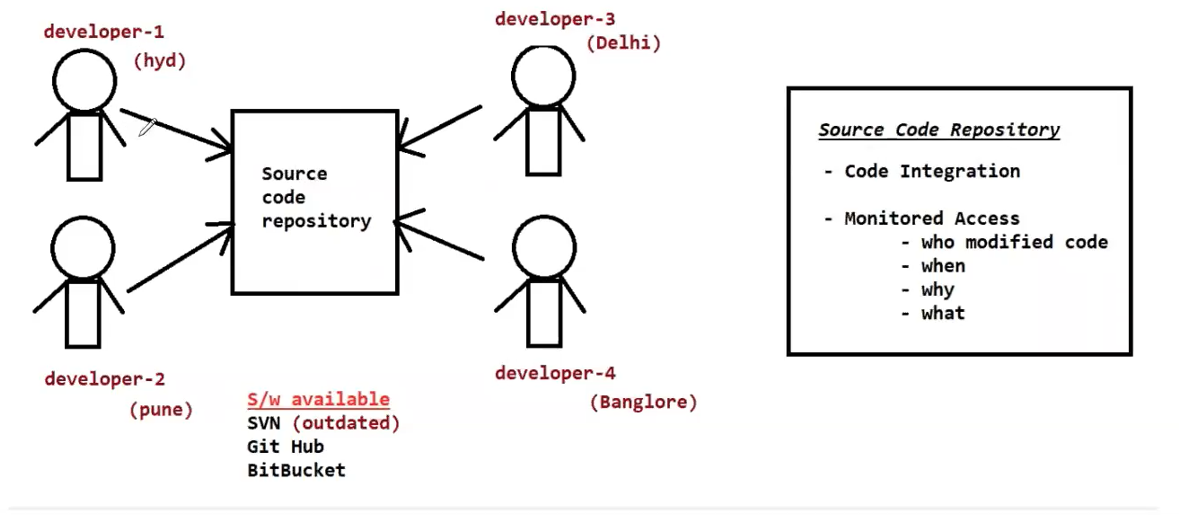 developer-1
(hyd)
developer-3
(Delhi)
Source
code
repository
developer-2
(pune)
developer-4
(Banglore)
S/w available
SVN (outdated)
Git Hub
BitBucket
Source Code Repository
- Code Integration
- Monitored Access
- who modified code
- when
- why
- what